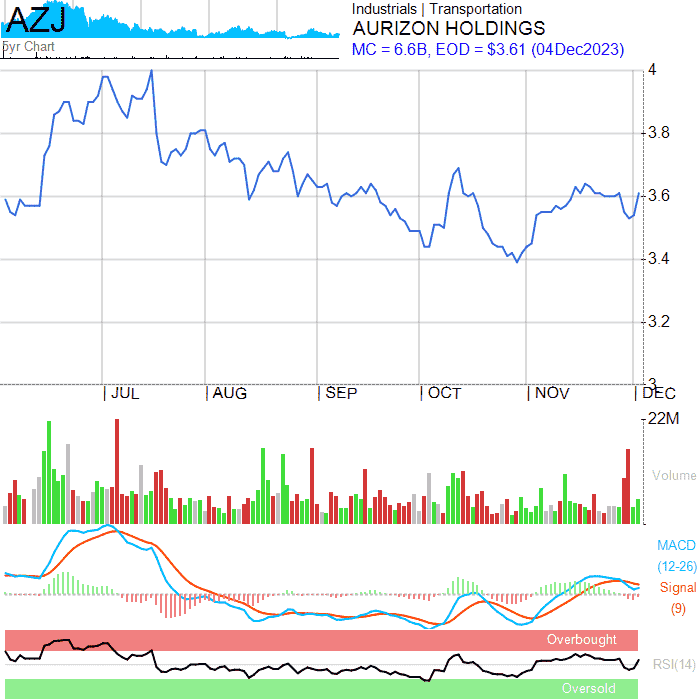 AZJ
5yr Chart
Industrials | Transportation
AURIZON HOLDINGS
MC = 6.6B, EOD = $3.61 (04Dec2023)
4
3.8
3.6
3.4
3.2
3
JUL AUG SEP OCT NOV DEC
22M
Volume
MACD
(12-26)
Signal
(9)
Overbought
RSI(14)
Oversold